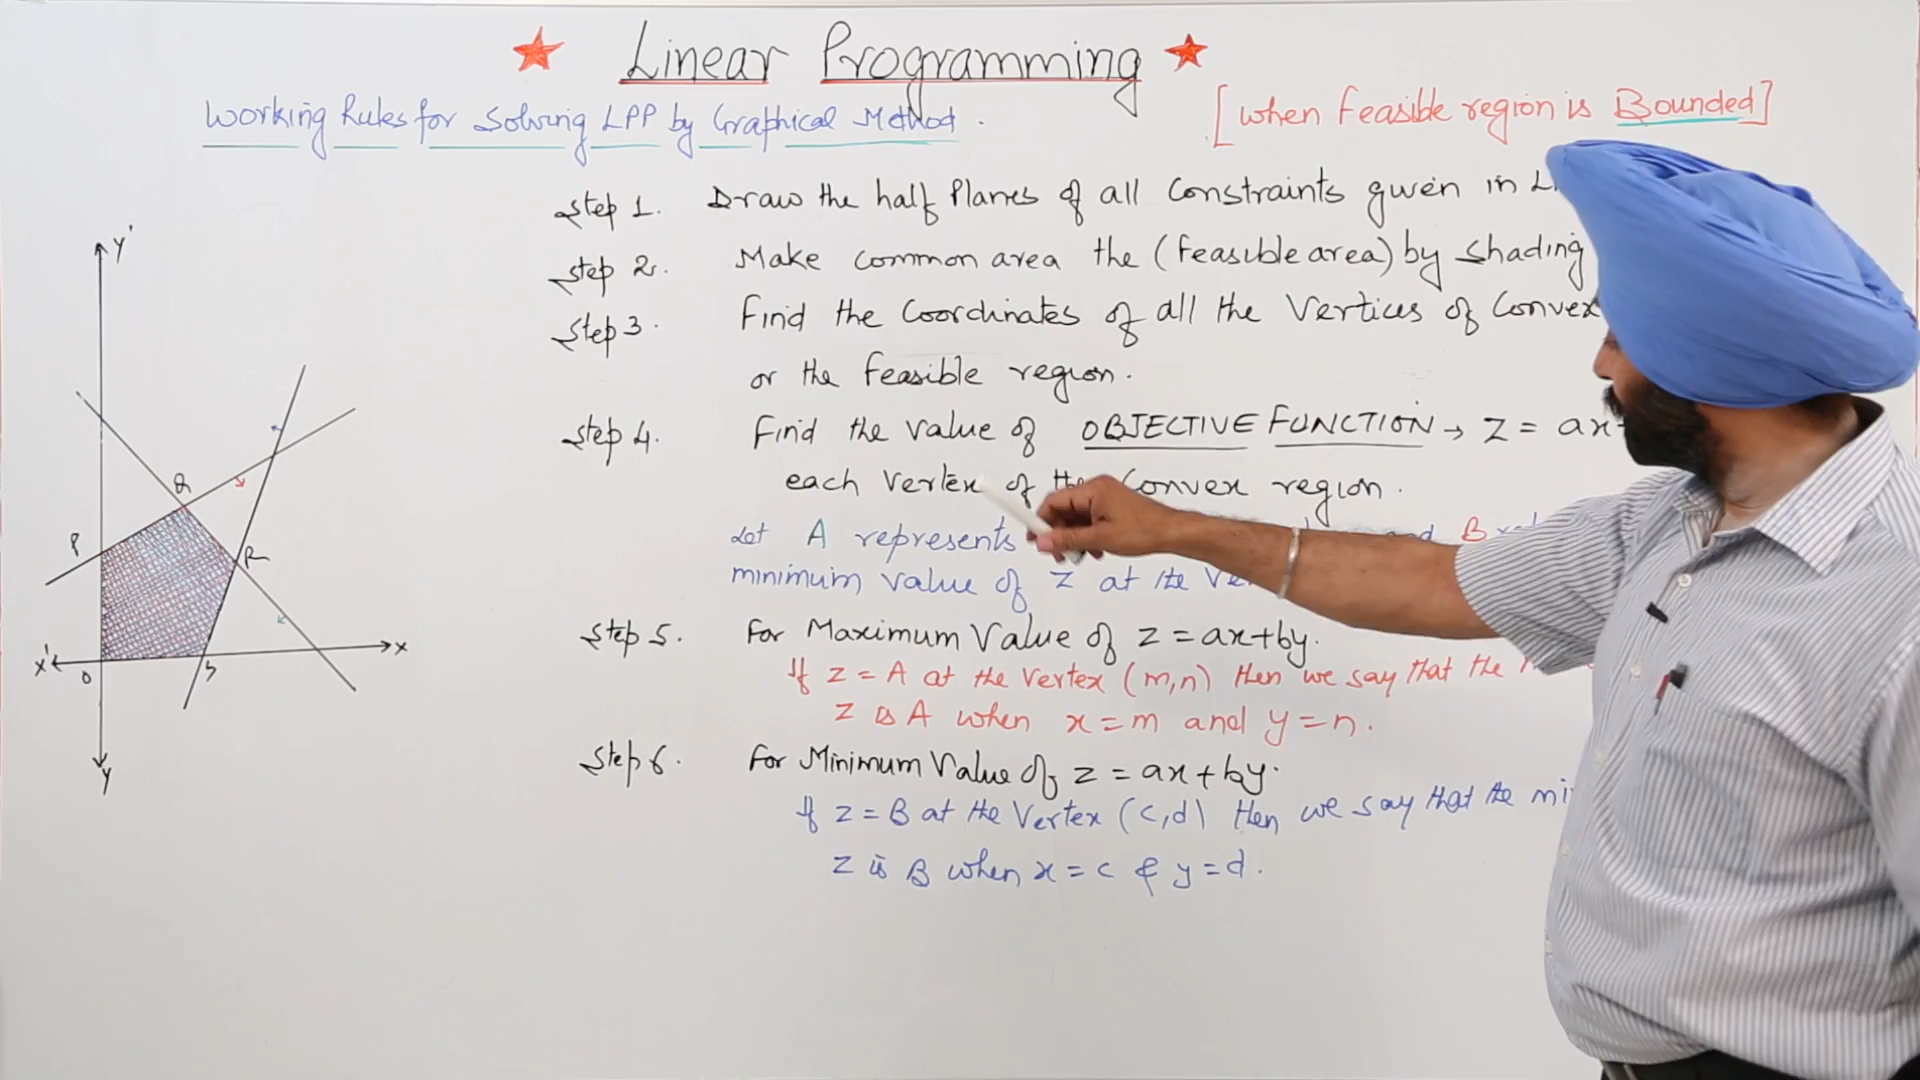 Linear Programming
Working Rules for Solving LPP by Graphical Method.
[when Feasible region is Bounded]
Step 1. Draw the half Planes of all Constraints given in
Step 2. Make common area the (feasible area) by Shading
Step 3. Find the Coordinates of all the Vertices of Convex
or the feasible region.
Step 4. Find the value of OBJECTIVE FUNCTION → Z = ax
each Vertex of the Convex region.
Let A represents and B
minimum value of Z at the
Step 5. For Maximum Value of Z = ax+by.
If Z = A at the Vertex (m,n) then we say that the
Z is A when x = m and y = n.
Step 6. For Minimum Value of Z = ax + by.
If Z = B at the Vertex (c,d) then we say that the
Z is B when x = c & y = d.
Y'
Q
P
R
X'
O
S
X
Y